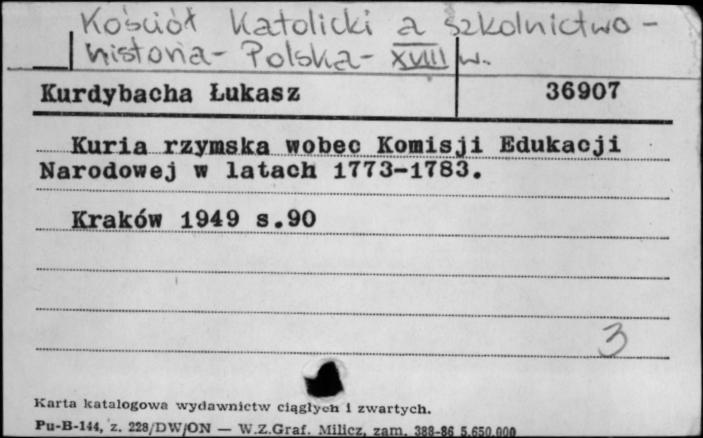 Kościół Katolicki a szkolnictwo -
historia - Polska - XVIII w.
Kurdybacha Łukasz 36907
Kuria rzymska wobec Komisji Edukacji
Narodowej w latach 1773-1783.
Kraków 1949 s.90
3
Karta katalogowa wydawnictw ciągłych i zwartych.
Pu-B-144, z. 228/DW/ON — W.Z.Graf. Milicz, zam. 388-86 5.650.000